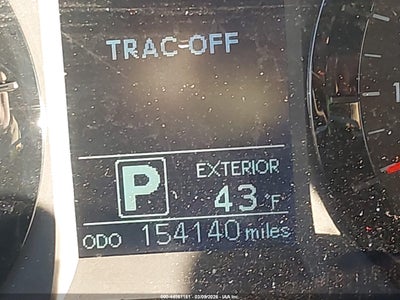 TRAC-OFF
P
EXTERIOR
43°F
ODO 154140 miles